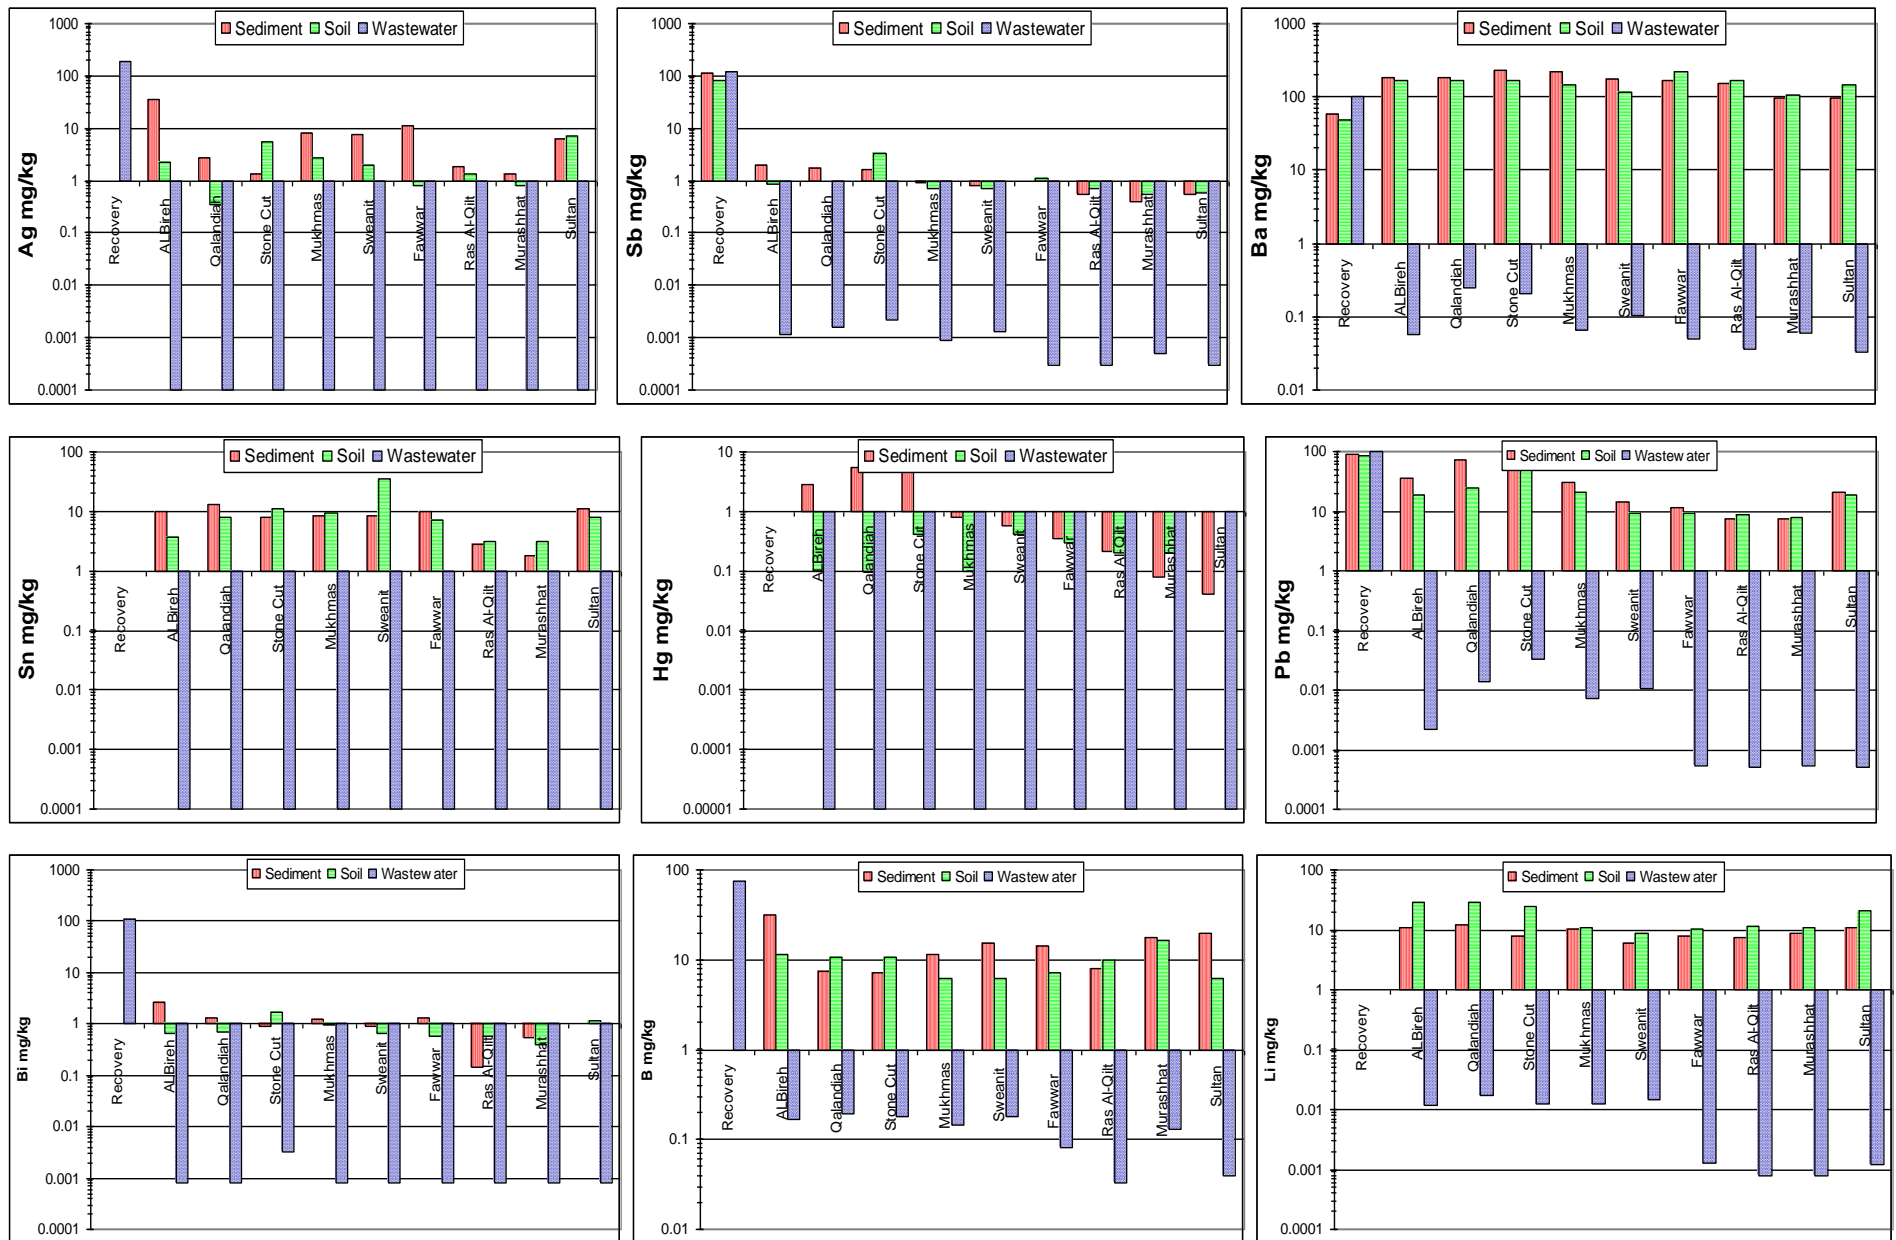 Ag mg/kg
Sediment Soil Wastewater
1000
100
10
1
0.1
0.01
0.001
0.0001
Recovery
ALBireh
Qalandiah
Stone Cut
Mukhmas
Sweanit
Fawwar
Ras Al-Qilt
Murashhat
Sultan
Sb mg/kg
Sediment Soil Wastewater
1000
100
10
1
0.1
0.01
0.001
0.0001
Recovery
ALBireh
Qalandiah
Stone Cut
Mukhmas
Sweanit
Fawwar
Ras Al-Qilt
Murashhat
Sultan
Ba mg/kg
Sediment Soil Wastewater
1000
100
10
1
0.1
0.01
Recovery
ALBireh
Qalandiah
Stone Cut
Mukhmas
Sweanit
Fawwar
Ras Al-Qilt
Murashhat
Sultan
Sn mg/kg
Sediment Soil Wastewater
100
10
1
0.1
0.01
0.001
0.0001
Recovery
ALBireh
Qalandiah
Stone Cut
Mukhmas
Sweanit
Fawwar
Ras Al-Qilt
Murashhat
Sultan
Hg mg/kg
Sediment Soil Wastewater
10
1
0.1
0.01
0.001
0.0001
0.00001
Recovery
ALBireh
Qalandiah
Stone Cut
Mukhmas
Sweanit
Fawwar
Ras Al-Qilt
Murashhat
Sultan
Pb mg/kg
Sediment Soil Wastewater
100
10
1
0.1
0.01
0.001
0.0001
Recovery
ALBireh
Qalandiah
Stone Cut
Mukhmas
Sweanit
Fawwar
Ras Al-Qilt
Murashhat
Sultan
Bi mg/kg
Sediment Soil Wastewater
1000
100
10
1
0.1
0.01
0.001
0.0001
Recovery
ALBireh
Qalandiah
Stone Cut
Mukhmas
Sweanit
Fawwar
Ras Al-Qilt
Murashhat
Sultan
B mg/kg
Sediment Soil Wastewater
100
10
1
0.1
0.01
Recovery
ALBireh
Qalandiah
Stone Cut
Mukhmas
Sweanit
Fawwar
Ras Al-Qilt
Murashhat
Sultan
Li mg/kg
Sediment Soil Wastewater
100
10
1
0.1
0.01
0.001
0.0001
Recovery
ALBireh
Qalandiah
Stone Cut
Mukhmas
Sweanit
Fawwar
Ras Al-Qilt
Murashhat
Sultan